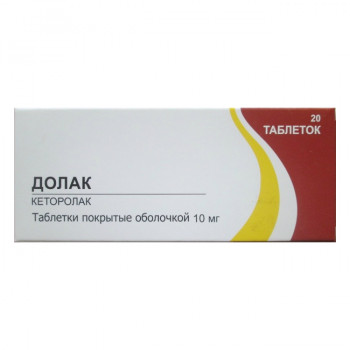 20
ТАБЛЕТОК
ДОЛАК
КЕТОРОЛАК
Таблетки покрытые оболочкой 10 мг